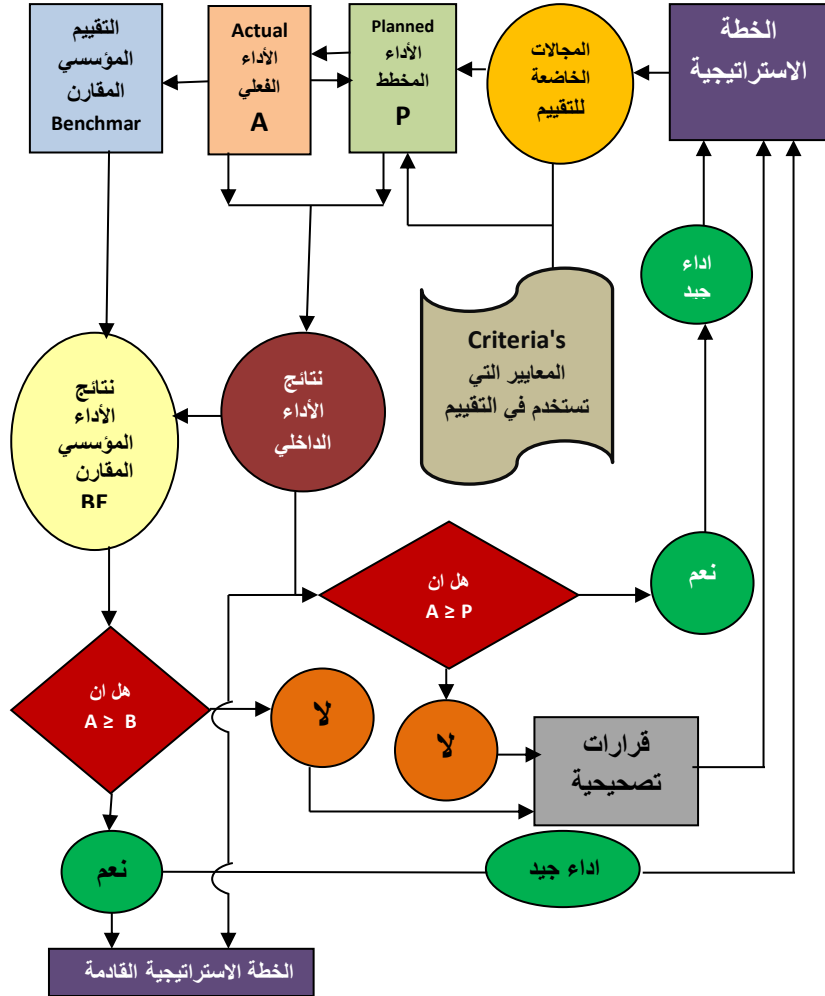 الخطة
الاستراتيجية
المجالات
الخاضعة
للتقييم
Planned
الأداء
المخطط
P
Actual
الأداء
الفعلي
A
التقييم
المؤسسي
المقارن
Benchmar
اداء
جيد
Criteria's
المعايير التي
تستخدم في التقييم
نتائج
الأداء
الداخلي
نتائج
الأداء
المؤسسي
المقارن
نعم
هل ان
A ≥ P
هل ان
A ≥ B
لا
لا
قرارات
تصحيحية
اداء جيد
نعم
الخطة الاستراتيجية القادمة